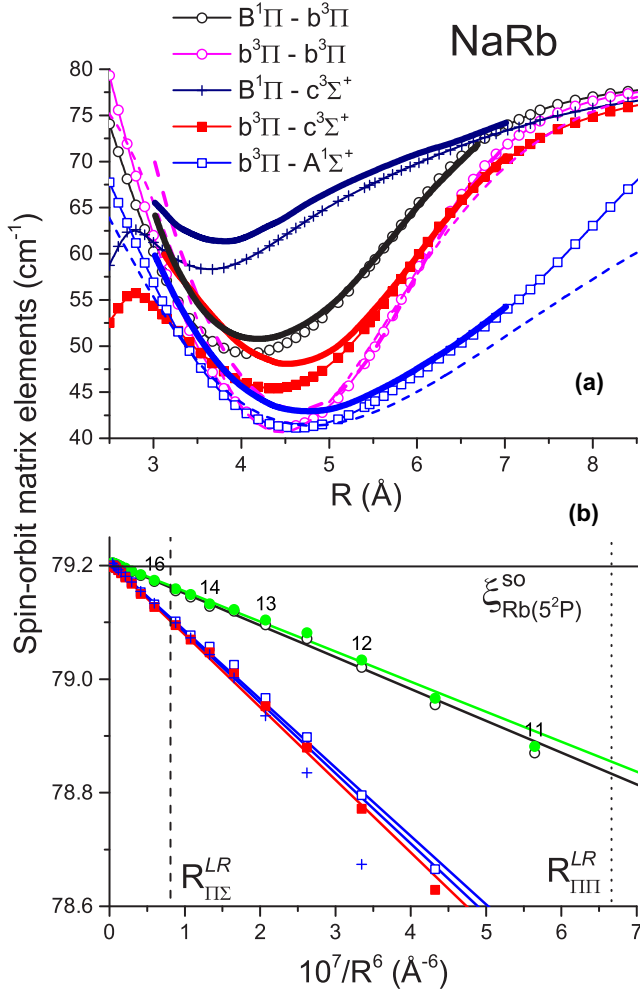 B¹Π - b³Π
b³Π - b³Π
B¹Π - c³Σ⁺
b³Π - c³Σ⁺
b³Π - A¹Σ⁺
NaRb
80
75
70
65
60
55
50
45
40
(a)
3 4 5 6 7 8
R (Å)
Spin-orbit matrix elements (cm⁻¹)
(b)
79.2
79.0
78.8
78.6
16
14
13
12
11
ξ^so_Rb(5²P)
R^LR_ΠΣ
R^LR_ΠΠ
0 1 2 3 4 5 6 7
10⁷/R⁶ (Å⁻⁶)